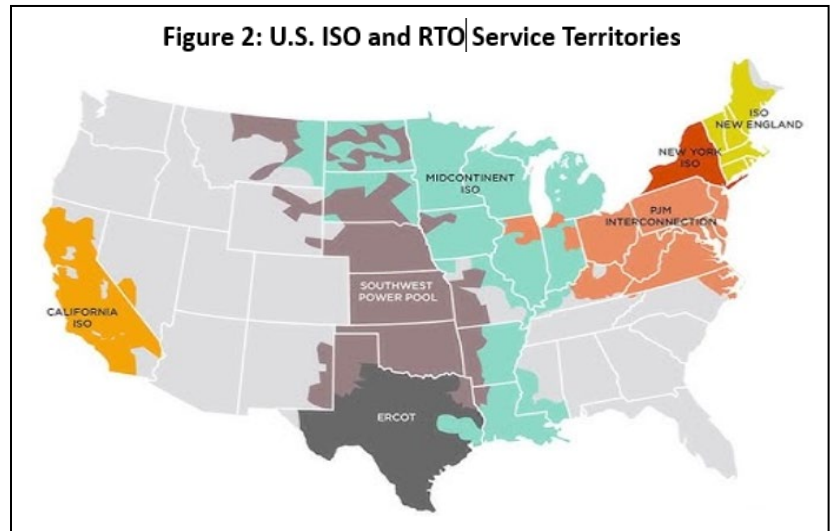 Figure 2: U.S. ISO and RTO Service Territories
ISO
NEW ENGLAND
NEW YORK
ISO
MIDCONTINENT
ISO
PJM
INTERCONNECTION
SOUTHWEST
POWER POOL
CALIFORNIA
ISO
ERCOT